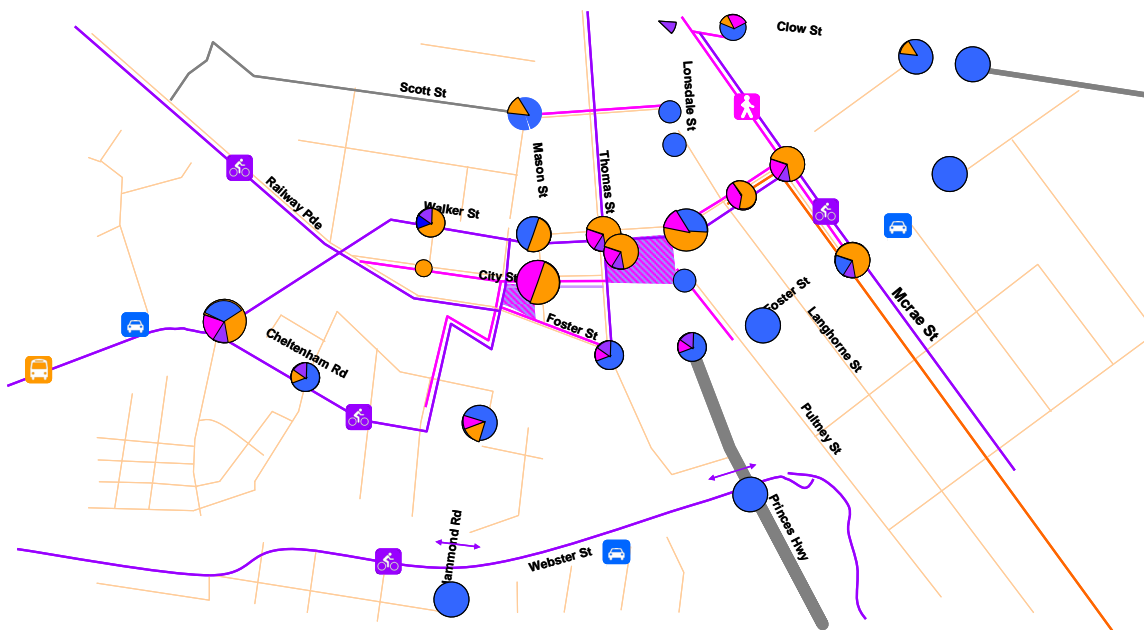 Clow St
Scott St
Lonsdale St
Mason St
Thomas St
Railway Pde
Walker St
City St
Foster St
Foster St
Langhorne St
Mcrae St
Cheltenham Rd
Pultney St
Princes Hwy
Hammond Rd
Webster St